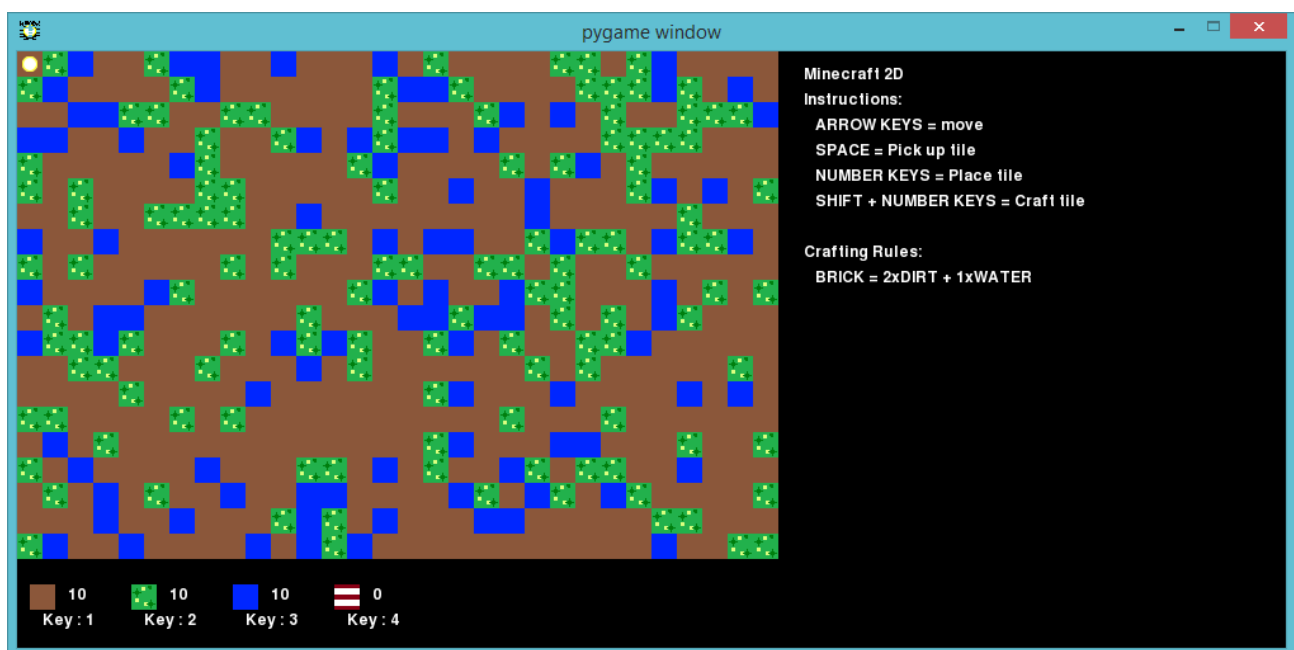 pygame window
Minecraft 2D
Instructions:
ARROW KEYS = move
SPACE = Pick up tile
NUMBER KEYS = Place tile
SHIFT + NUMBER KEYS = Craft tile
Crafting Rules:
BRICK = 2xDIRT + 1xWATER
10 10 10 0
Key : 1 Key : 2 Key : 3 Key : 4